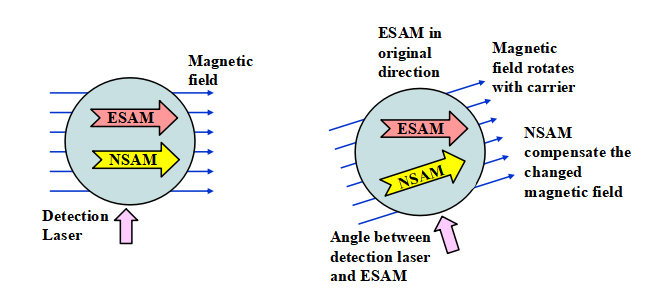 Magnetic
field
ESAM
NSAM
Detection
Laser
ESAM in
original
direction
Magnetic
field rotates
with carrier
ESAM
NSAM
NSAM
compensate the
changed
magnetic field
Angle between
detection laser
and ESAM